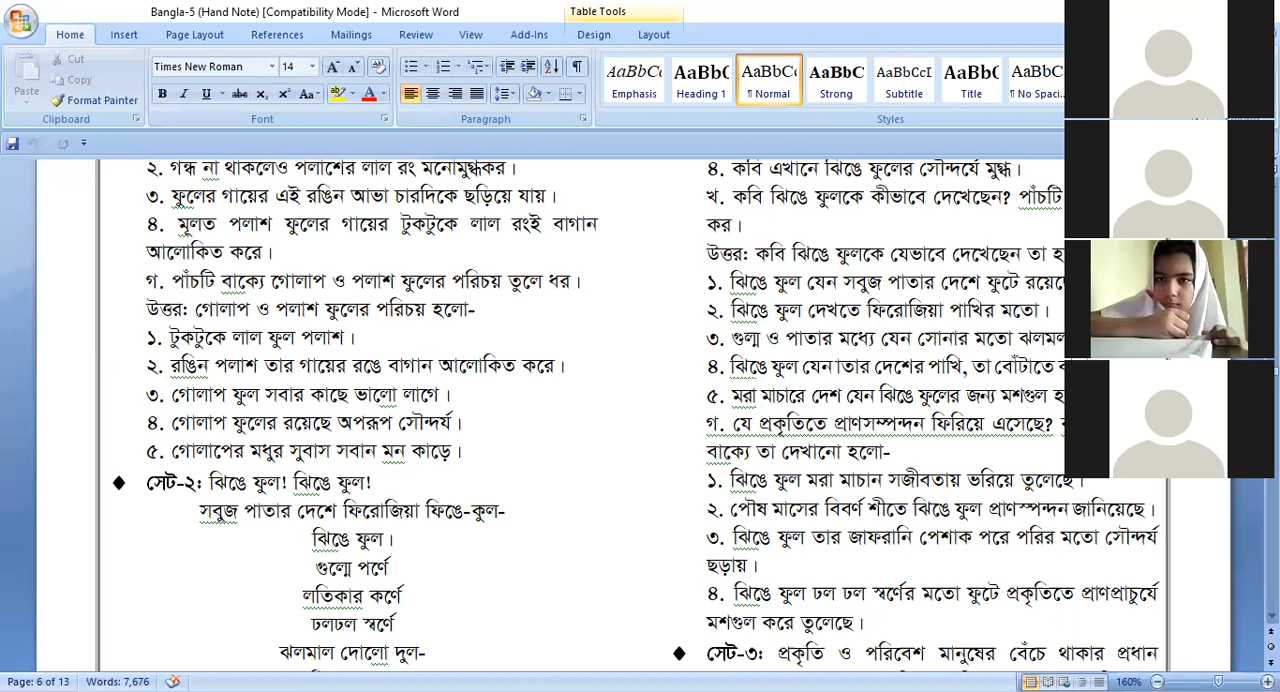 Bangla-5 (Hand Note) [Compatibility Mode] - Microsoft Word
Table Tools
Home Insert Page Layout References Mailings Review View Add-Ins Design Layout
Cut
Copy
Paste
Format Painter
Clipboard
Times New Roman 14
Font
Paragraph
AaBbCc AaBbC AaBbCc AaBbC AaBbCcI AaBbC AaBbC
Emphasis Heading 1 ¶ Normal Strong Subtitle Title ¶ No Spaci...
Styles
২. গন্ধ না থাকলেও পলাশের লাল রং মনোমুগ্ধকর।
৩. ফুলের গায়ের এই রঙিন আভা চারদিকে ছড়িয়ে যায়।
৪. মূলত পলাশ ফুলের গায়ের টুকটুকে লাল রংই বাগান
আলোকিত করে।
গ. পাঁচটি বাক্যে গোলাপ ও পলাশ ফুলের পরিচয় তুলে ধর।
উত্তর: গোলাপ ও পলাশ ফুলের পরিচয় হলো-
১. টুকটুকে লাল ফুল পলাশ।
২. রঙিন পলাশ তার গায়ের রঙে বাগান আলোকিত করে।
৩. গোলাপ ফুল সবার কাছে ভালো লাগে।
৪. গোলাপ ফুলের রয়েছে অপরূপ সৌন্দর্য।
৫. গোলাপের মধুর সুবাস সবান মন কাড়ে।
◆ সেট-২: ঝিঙে ফুল! ঝিঙে ফুল!
সবুজ পাতার দেশে ফিরোজিয়া ফিঙে-কুল-
ঝিঙে ফুল।
গুল্মে পর্ণে
লতিকার কর্ণে
ঢলঢল স্বর্ণে
ঝলমাল দোলো দুল-
৪. কবি এখানে ঝিঙে ফুলের সৌন্দর্যে মুগ্ধ।
খ. কবি ঝিঙে ফুলকে কীভাবে দেখেছেন? পাঁচটি
কর।
উত্তর: কবি ঝিঙে ফুলকে যেভাবে দেখেছেন তা
১. ঝিঙে ফুল যেন সবুজ পাতার দেশে ফুটে রয়েছে
২. ঝিঙে ফুল দেখতে ফিরোজিয়া পাখির মতো।
৩. গুল্ম ও পাতার মধ্যে যেন সোনার মতো ঝলমল
৪. ঝিঙে ফুল যেন তার দেশের পাখি, তা বোঁটাতে
৫. মরা মাচারে দেশ যেন ঝিঙে ফুলের জন্য মশগুল
গ. যে প্রকৃতিতে প্রাণসম্পন্দন ফিরিয়ে এসেছে?
বাক্যে তা দেখানো হলো-
১. ঝিঙে ফুল মরা মাচান সজীবতায় ভরিয়ে তুলেছে।
২. পৌষ মাসের বিবর্ণ শীতে ঝিঙে ফুল প্রাণস্পন্দন জানিয়েছে।
৩. ঝিঙে ফুল তার জাফরানি পেশাক পরে পরির মতো সৌন্দর্য
ছড়ায়।
৪. ঝিঙে ফুল ঢল ঢল স্বর্ণের মতো ফুটে প্রকৃতিতে প্রাণপ্রাচুর্যে
মশগুল করে তুলেছে।
◆ সেট-৩: প্রকৃতি ও পরিবেশ মানুষের বেঁচে থাকার প্রধান
Page: 6 of 13 Words: 7,676 160%